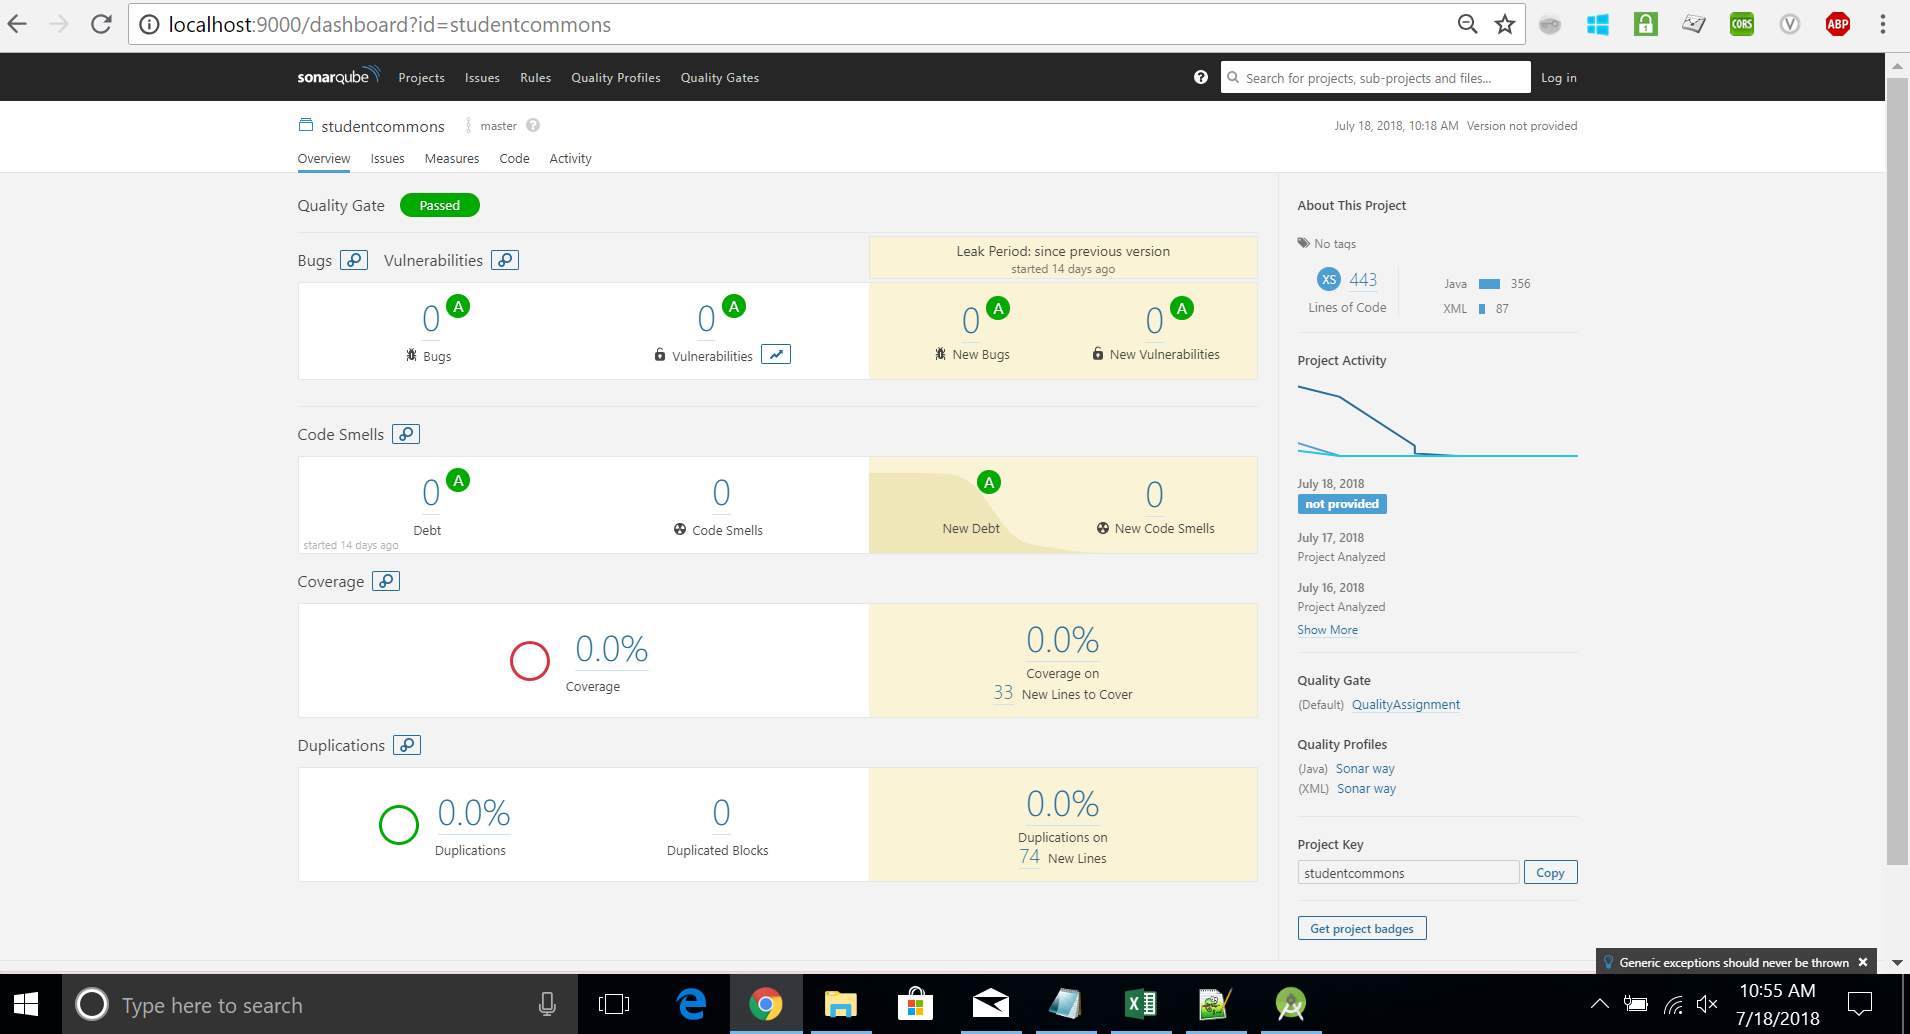 localhost:9000/dashboard?id=studentcommons
CORS
V
ABP
sonarqube Projects Issues Rules Quality Profiles Quality Gates
? Search for projects, sub-projects and files... Log in
studentcommons master ?
July 18, 2018, 10:18 AM Version not provided
Overview Issues Measures Code Activity
Quality Gate Passed
Bugs Vulnerabilities
Leak Period: since previous version
started 14 days ago
0 A
Bugs
0 A
Vulnerabilities
0 A
New Bugs
0 A
New Vulnerabilities
Code Smells
0 A
Debt
started 14 days ago
0
Code Smells
A
New Debt
0
New Code Smells
Coverage
0.0%
Coverage
0.0%
Coverage on
33 New Lines to Cover
Duplications
0.0%
Duplications
0
Duplicated Blocks
0.0%
Duplications on
74 New Lines
About This Project
No tags
XS 443
Lines of Code
Java 356
XML 87
Project Activity
July 18, 2018
not provided
July 17, 2018
Project Analyzed
July 16, 2018
Project Analyzed
Show More
Quality Gate
(Default) QualityAssignment
Quality Profiles
(Java) Sonar way
(XML) Sonar way
Project Key
studentcommons Copy
Get project badges
Generic exceptions should never be thrown
Type here to search
10:55 AM
7/18/2018